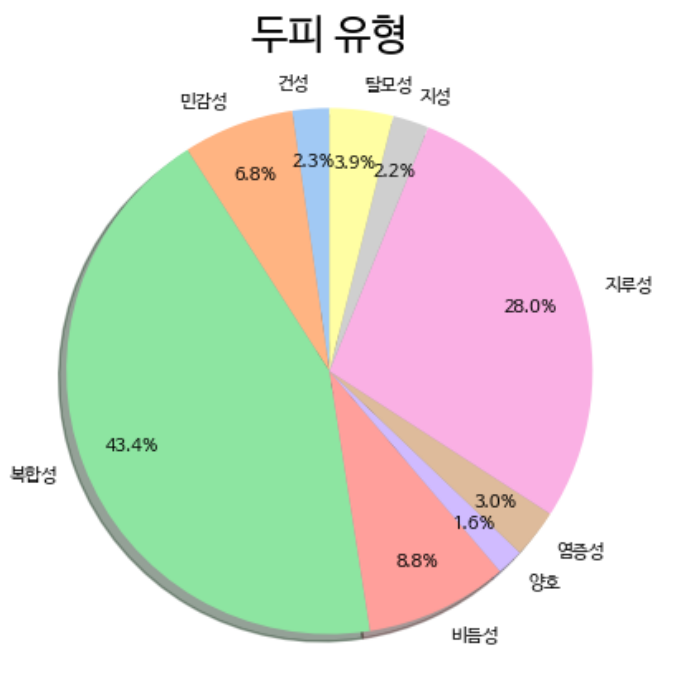 두피 유형
건성
탈모성
지성
민감성
2.3%
3.9%
2.2%
6.8%
지루성
28.0%
43.4%
복합성
3.0%
1.6%
염증성
8.8%
양호
비듬성